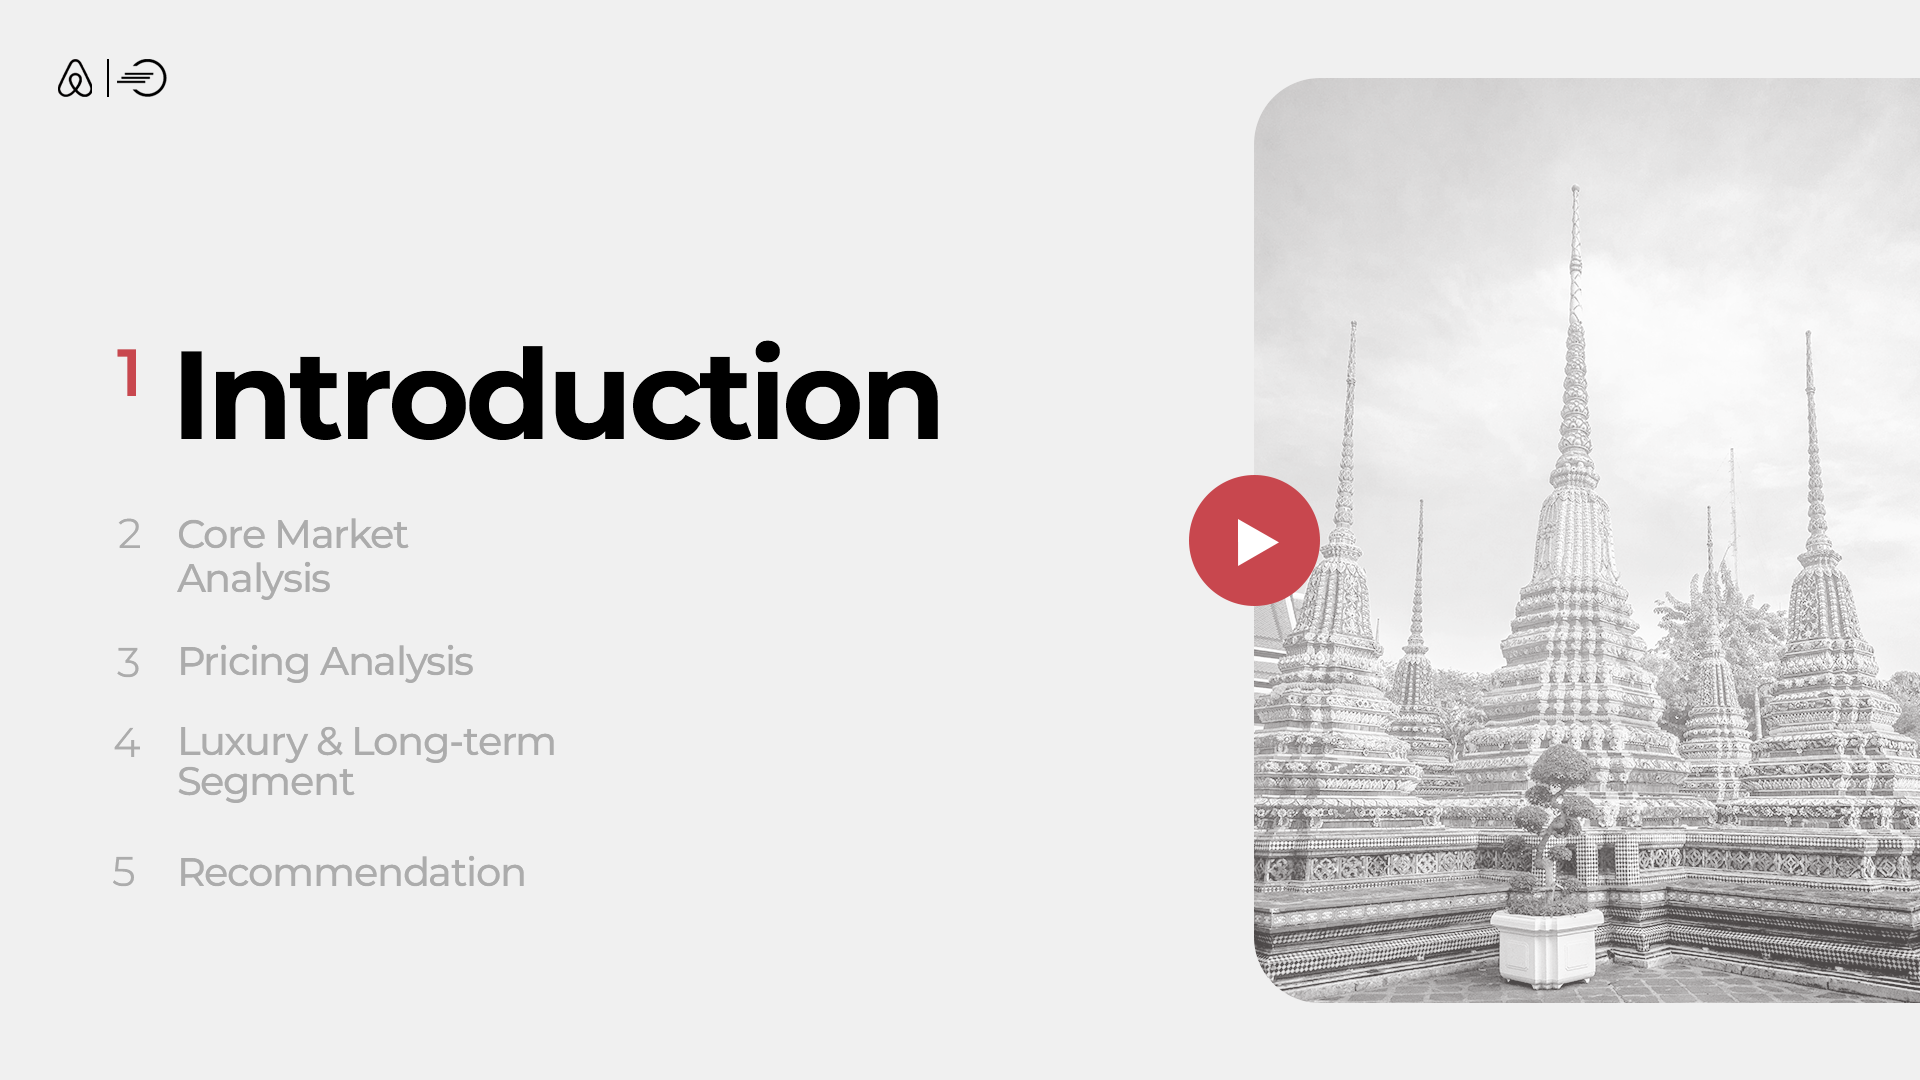 1 Introduction
2 Core Market
Analysis
3 Pricing Analysis
4 Luxury & Long-term
Segment
5 Recommendation